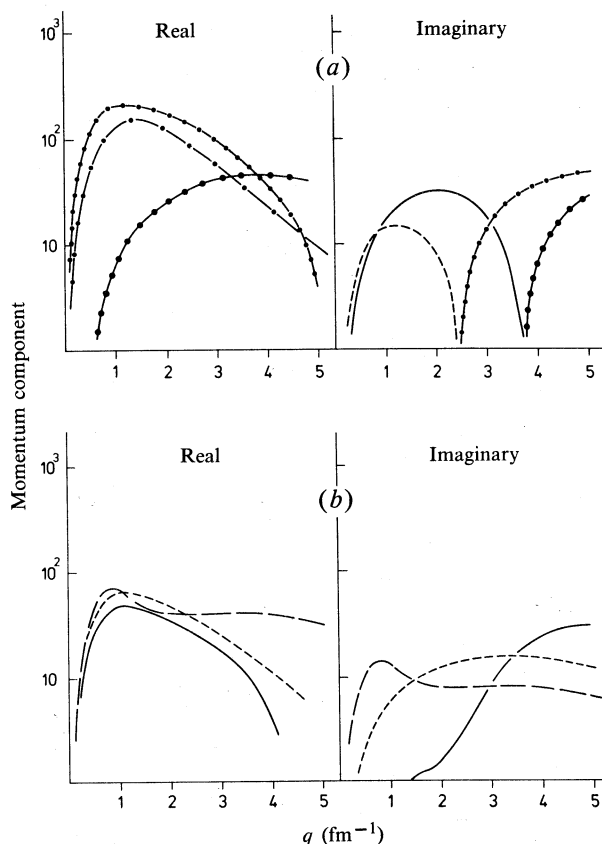 Real
Imaginary
(a)
10³
10²
10
1 2 3 4 5
1 2 3 4 5
Momentum component
Real
Imaginary
(b)
10³
10²
10
1 2 3 4 5
1 2 3 4 5
q (fm⁻¹)